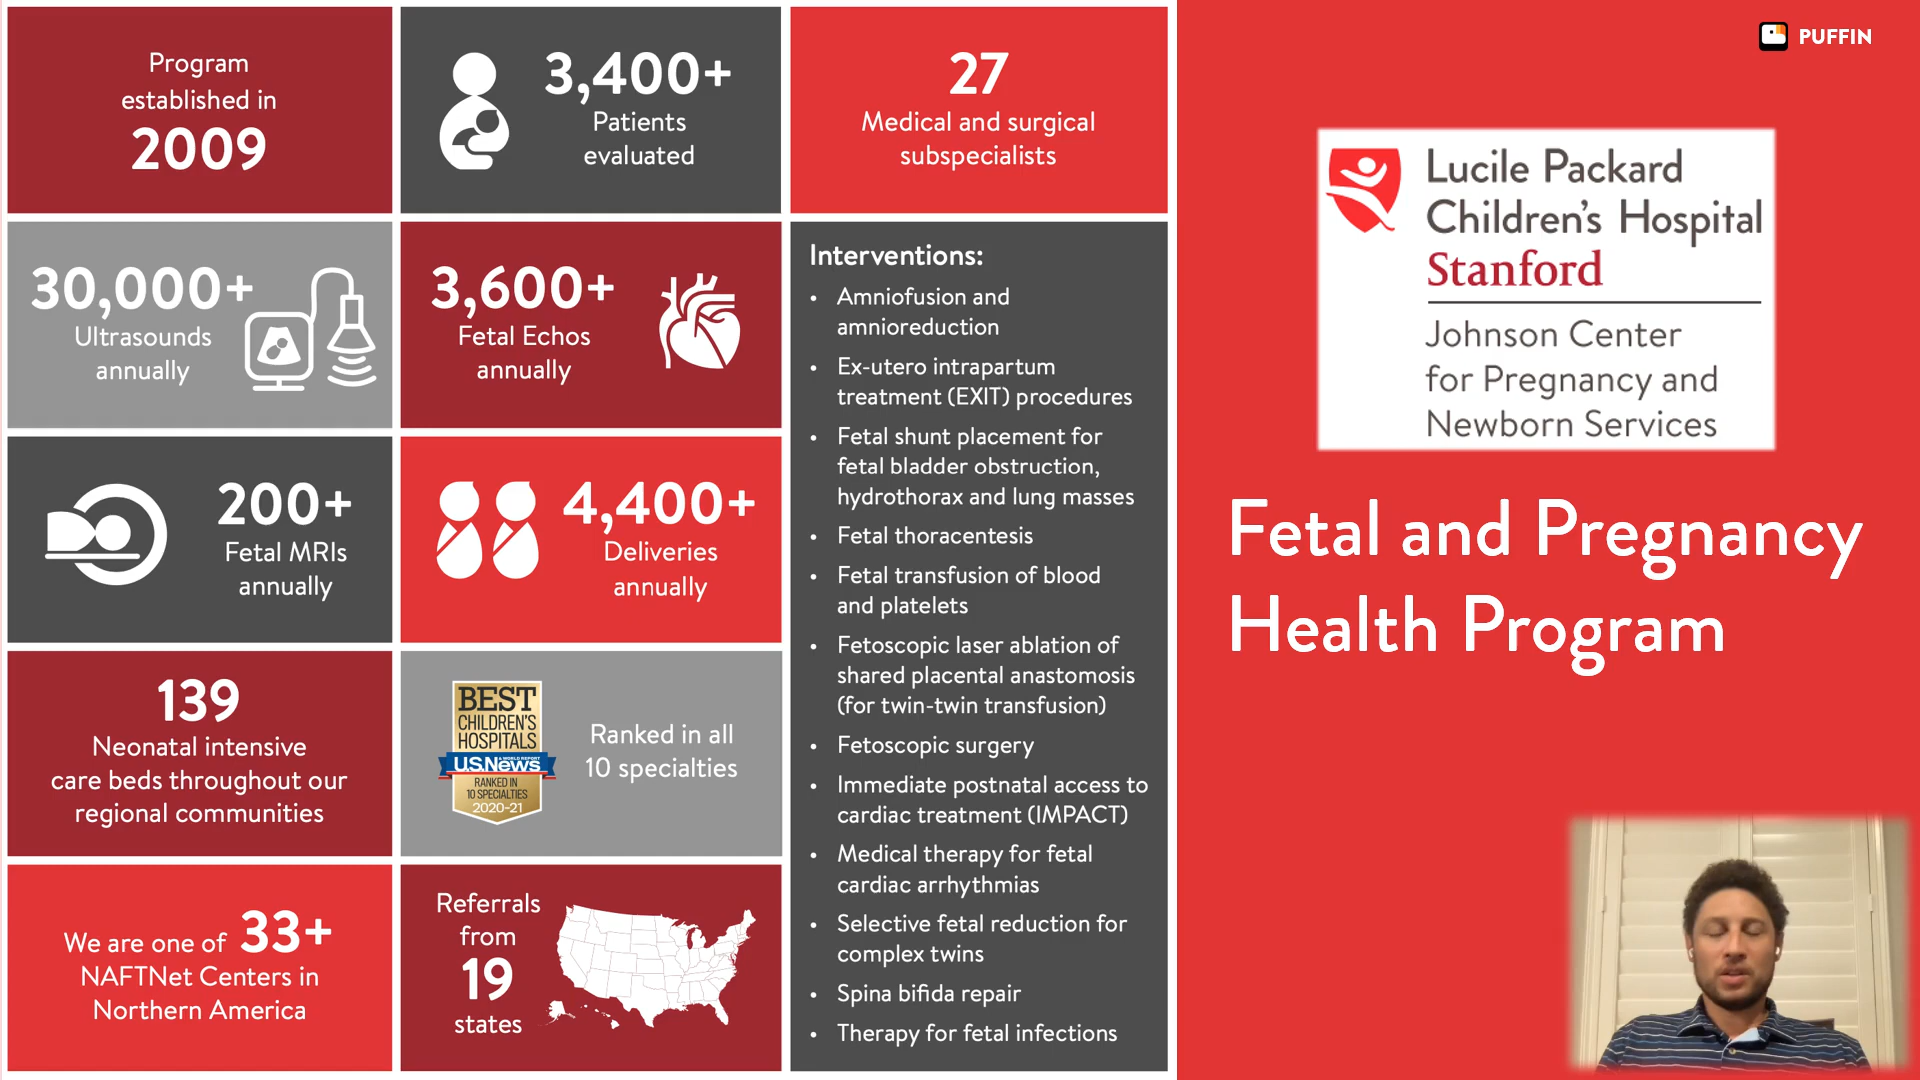 Program
established in
2009
3,400+
Patients
evaluated
27
Medical and surgical
subspecialists
30,000+
Ultrasounds
annually
3,600+
Fetal Echos
annually
200+
Fetal MRIs
annually
4,400+
Deliveries
annually
139
Neonatal intensive
care beds throughout our
regional communities
BEST
CHILDREN'S
HOSPITALS
U.S.News
& WORLD REPORT
RANKED IN
10 SPECIALTIES
2020-21
Ranked in all
10 specialties
We are one of 33+
NAFTNet Centers in
Northern America
Referrals
from
19
states
Interventions:
• Amniofusion and
amnioreduction
• Ex-utero intrapartum
treatment (EXIT) procedures
• Fetal shunt placement for
fetal bladder obstruction,
hydrothorax and lung masses
• Fetal thoracentesis
• Fetal transfusion of blood
and platelets
• Fetoscopic laser ablation of
shared placental anastomosis
(for twin-twin transfusion)
• Fetoscopic surgery
• Immediate postnatal access to
cardiac treatment (IMPACT)
• Medical therapy for fetal
cardiac arrhythmias
• Selective fetal reduction for
complex twins
• Spina bifida repair
• Therapy for fetal infections
PUFFIN
Lucile Packard
Children's Hospital
Stanford
Johnson Center
for Pregnancy and
Newborn Services
Fetal and Pregnancy
Health Program